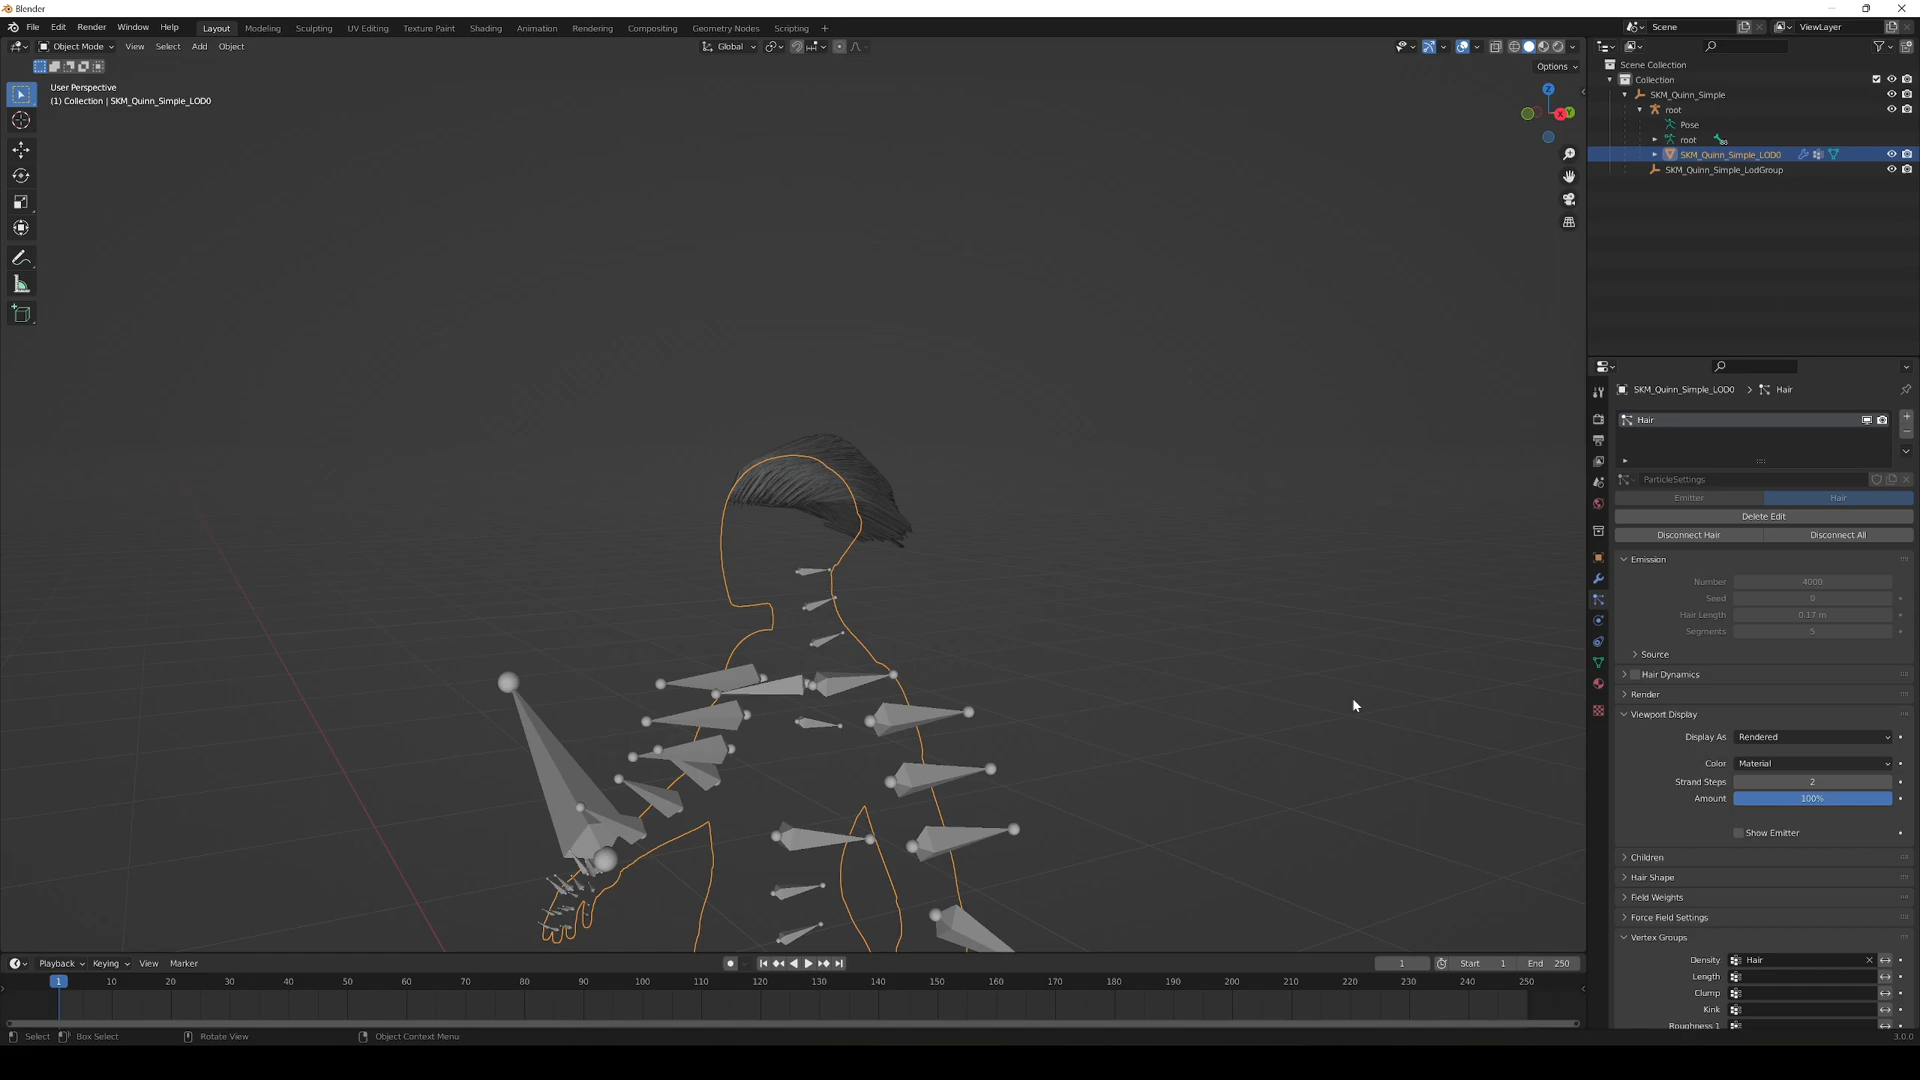 Blender
File Edit Render Window Help Layout Modeling Sculpting UV Editing Texture Paint Shading Animation Rendering Compositing Geometry Nodes Scripting +
Scene ViewLayer
Object Mode View Select Add Object Global
Options
User Perspective
(1) Collection | SKM_Quinn_Simple_LOD0
Z
Y
X
Scene Collection
Collection
SKM_Quinn_Simple
root
Pose
root 88
SKM_Quinn_Simple_LOD0
SKM_Quinn_Simple_LodGroup
SKM_Quinn_Simple_LOD0 > Hair
Hair
ParticleSettings
Emitter Hair
Delete Edit
Disconnect Hair Disconnect All
Emission
Number 4000
Seed 0
Hair Length 0.17 m
Segments 5
Source
Hair Dynamics
Render
Viewport Display
Display As Rendered
Color Material
Strand Steps 2
Amount 100%
Show Emitter
Children
Hair Shape
Field Weights
Force Field Settings
Vertex Groups
Density Hair
Length
Clump
Kink
Roughness 1
Playback Keying View Marker 1 Start 1 End 250
1 10 20 30 40 50 60 70 80 90 100 110 120 130 140 150 160 170 180 190 200 210 220 230 240 250
Select Box Select Rotate View Object Context Menu 3.0.0